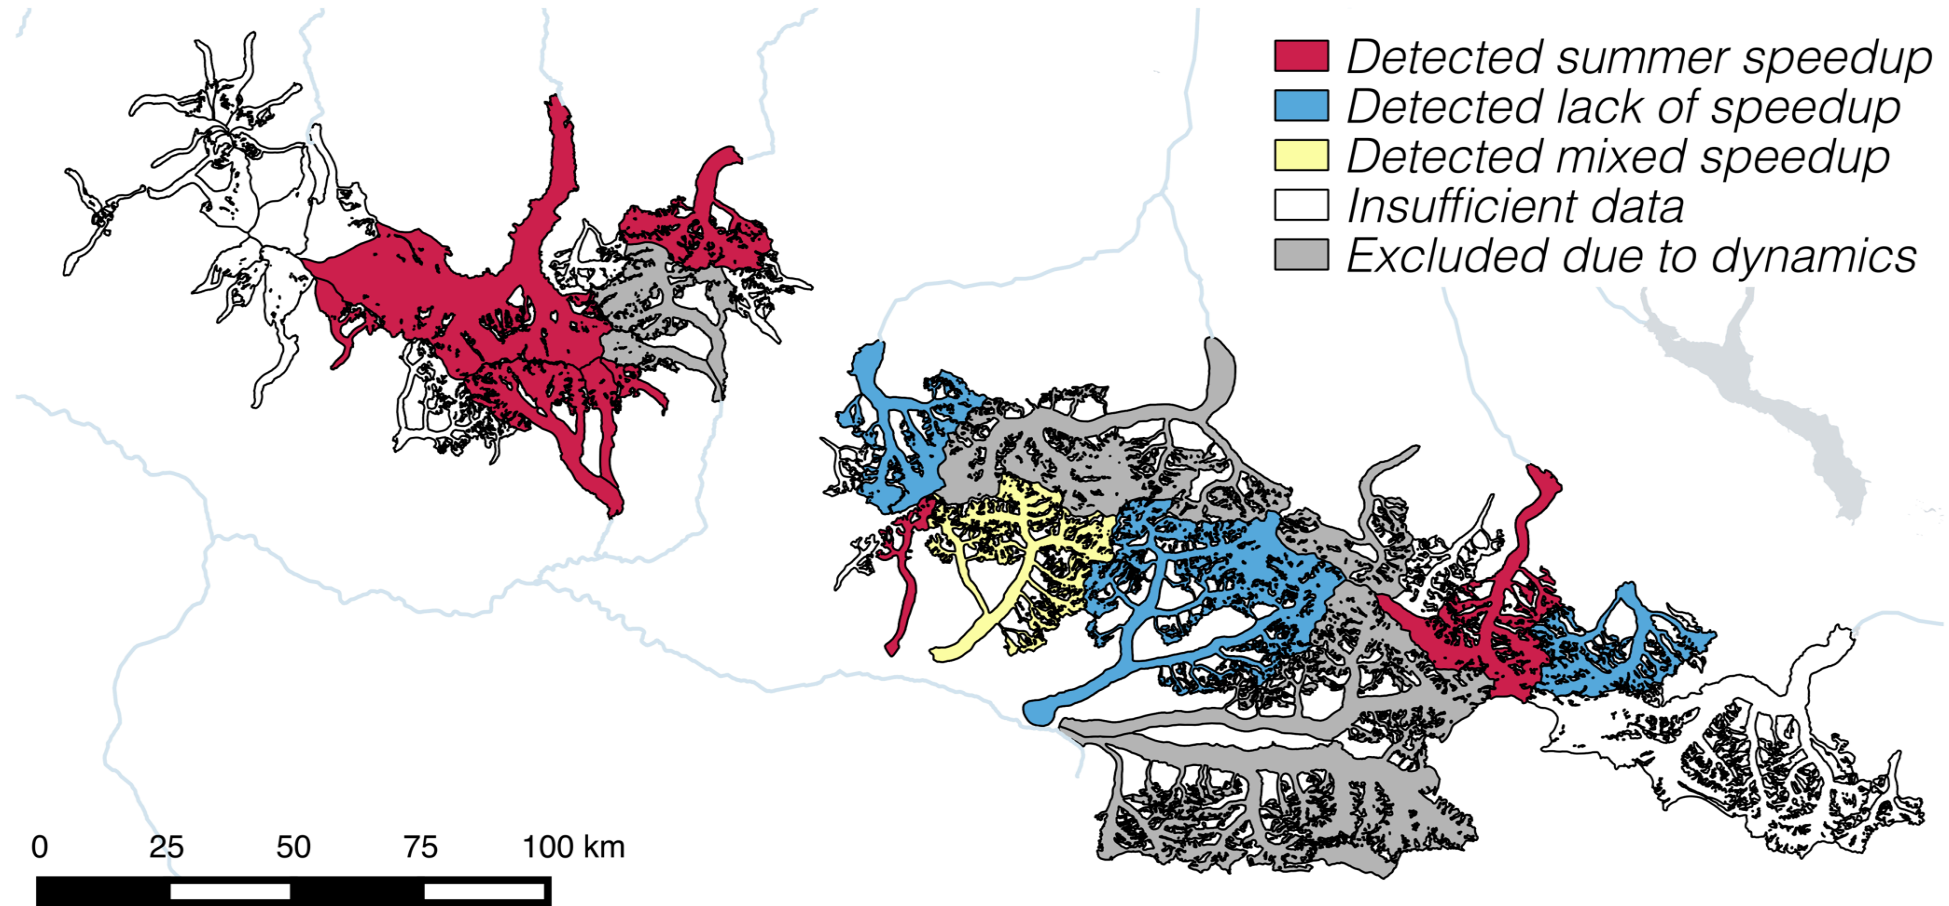 Detected summer speedup
Detected lack of speedup
Detected mixed speedup
Insufficient data
Excluded due to dynamics
0 25 50 75 100 km